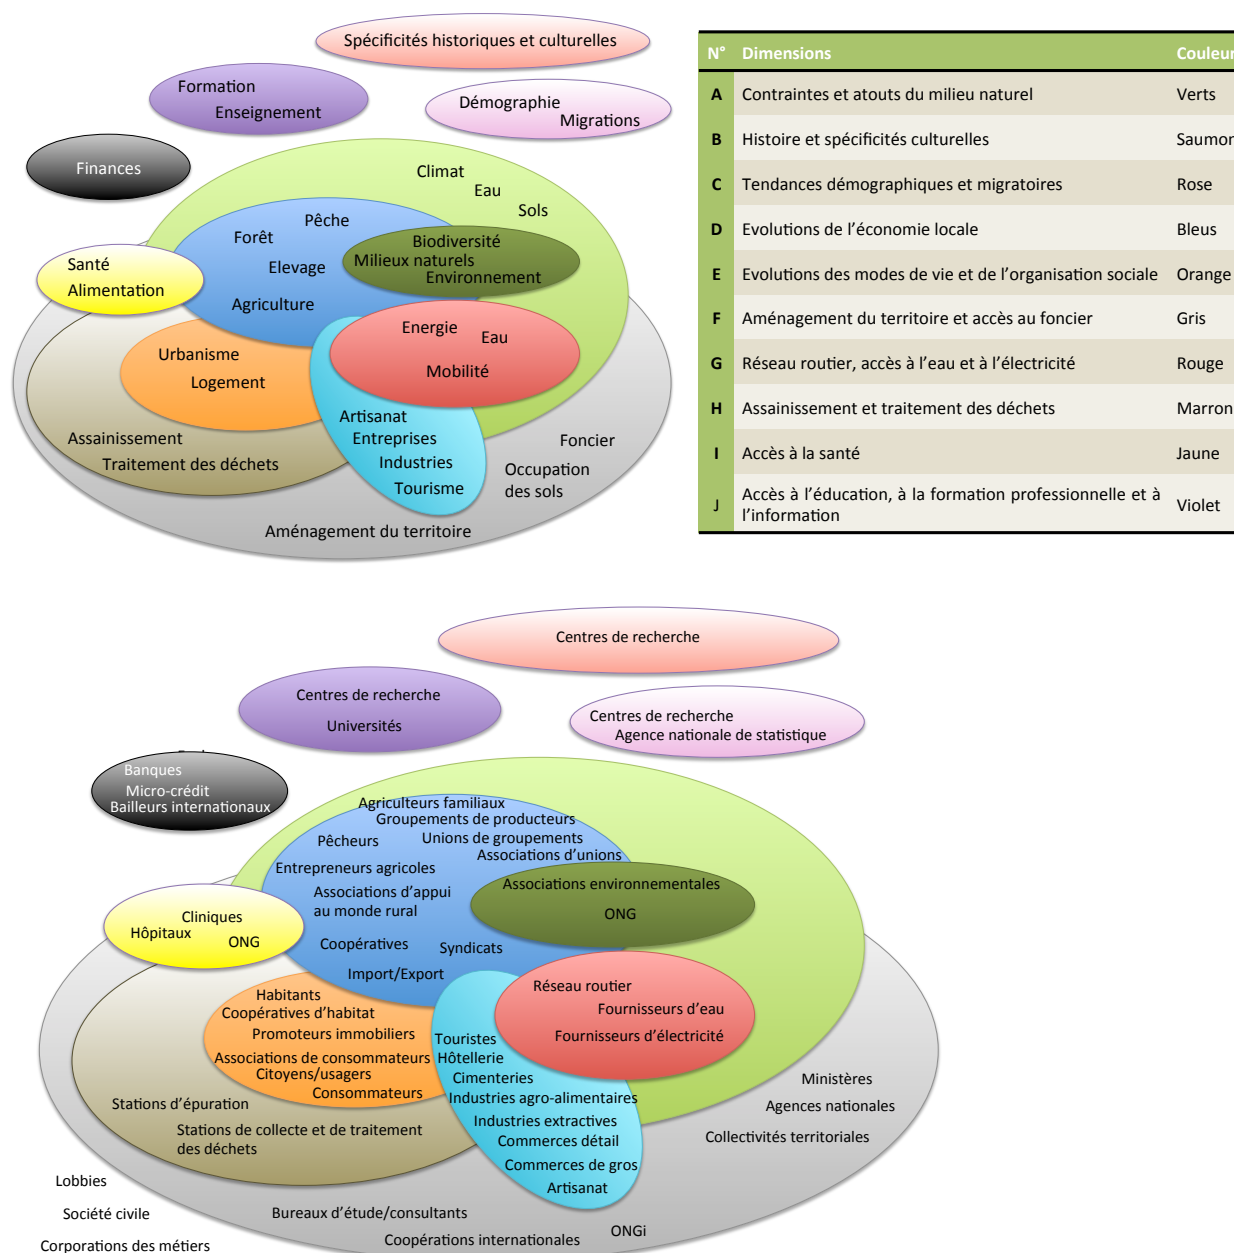 Spécificités historiques et culturelles
Formation
Enseignement
Démographie
Migrations
Finances
Climat
Eau
Sols
Pêche
Forêt
Elevage
Agriculture
Biodiversité
Milieux naturels
Environnement
Santé
Alimentation
Energie
Eau
Mobilité
Urbanisme
Logement
Artisanat
Entreprises
Industries
Tourisme
Assainissement
Traitement des déchets
Foncier
Occupation
des sols
Aménagement du territoire
N° Dimensions Couleur
A Contraintes et atouts du milieu naturel Verts
B Histoire et spécificités culturelles Saumon
C Tendances démographiques et migratoires Rose
D Evolutions de l’économie locale Bleus
E Evolutions des modes de vie et de l’organisation sociale Orange
F Aménagement du territoire et accès au foncier Gris
G Réseau routier, accès à l’eau et à l’électricité Rouge
H Assainissement et traitement des déchets Marron
I Accès à la santé Jaune
J Accès à l’éducation, à la formation professionnelle et à
l’information Violet
Centres de recherche
Centres de recherche
Universités
Centres de recherche
Agence nationale de statistique
Banques
Micro-crédit
Bailleurs internationaux
Agriculteurs familiaux
Groupements de producteurs
Pêcheurs
Unions de groupements
Associations d’unions
Entrepreneurs agricoles
Associations d’appui
au monde rural
Coopératives
Syndicats
Import/Export
Associations environnementales
ONG
Cliniques
Hôpitaux
ONG
Réseau routier
Fournisseurs d’eau
Fournisseurs d’électricité
Habitants
Coopératives d’habitat
Promoteurs immobiliers
Associations de consommateurs
Citoyens/usagers
Consommateurs
Touristes
Hôtellerie
Cimenteries
Industries agro-alimentaires
Industries extractives
Commerces détail
Commerces de gros
Artisanat
Stations d’épuration
Stations de collecte et de traitement
des déchets
Ministères
Agences nationales
Collectivités territoriales
Lobbies
Société civile
Corporations des métiers
Bureaux d’étude/consultants
Coopérations internationales
ONGi